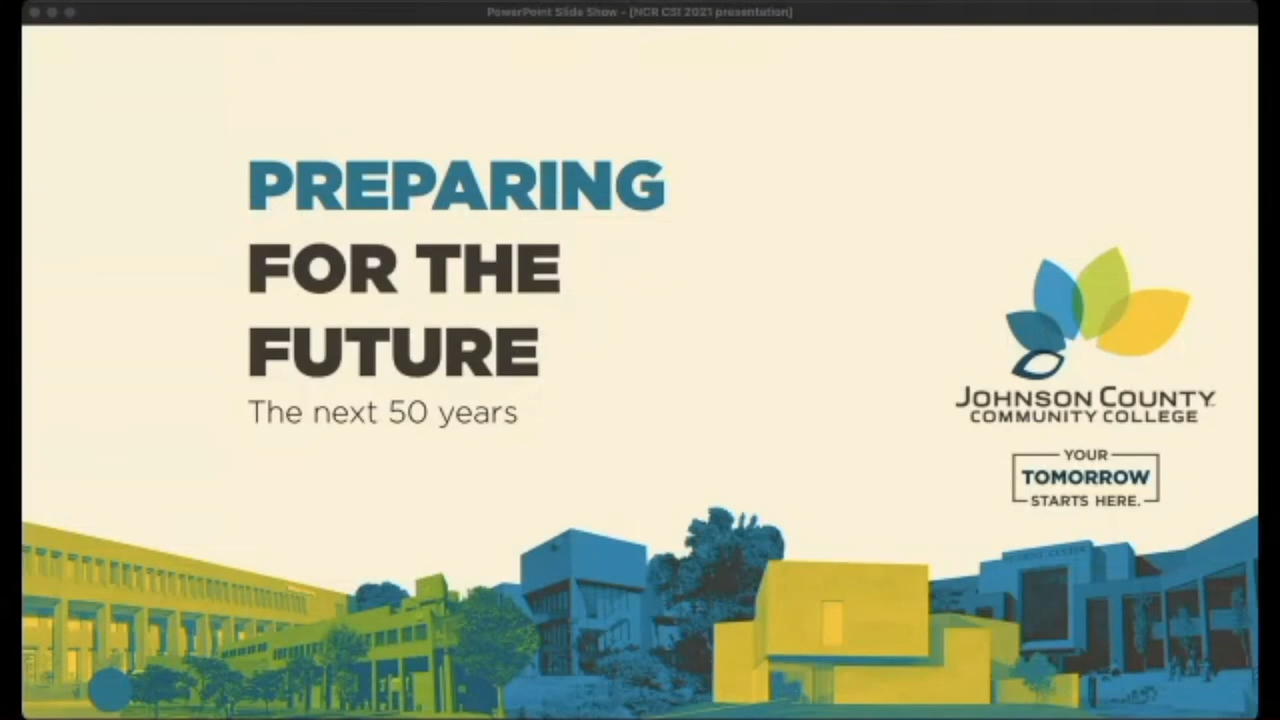 PowerPoint Slide Show - [NCR CSI 2021 presentation]
PREPARING
FOR THE
FUTURE
The next 50 years
JOHNSON COUNTY
COMMUNITY COLLEGE
YOUR
TOMORROW
STARTS HERE.